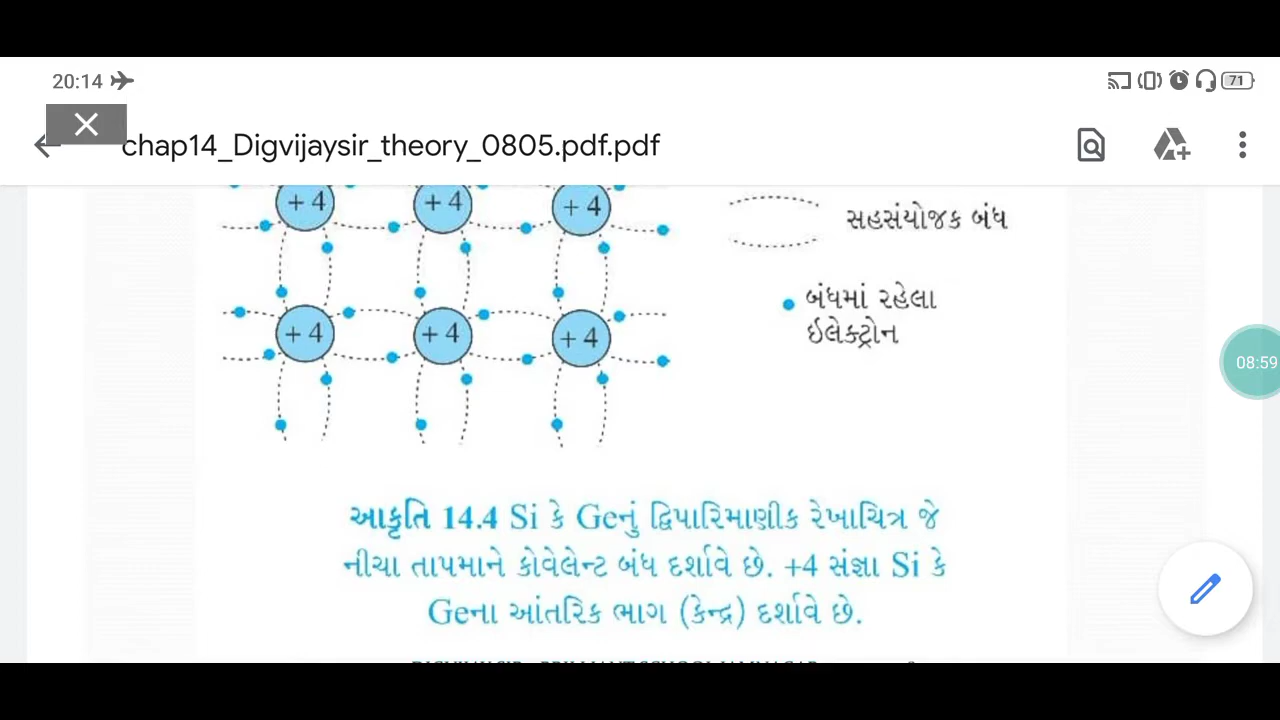 20:14
71
chap14_Digvijaysir_theory_0805.pdf.pdf
+4 +4 +4
સહસંયોજક બંધ
બંધમાં રહેલા
ઇલેક્ટ્રોન
+4 +4 +4
08:59
આકૃતિ 14.4 Si કે Geનું દ્વિપારિમાણીક રેખાચિત્ર જે
નીચા તાપમાને કોવેલેન્ટ બંધ દર્શાવે છે. +4 સંજ્ઞા Si કે
Geના આંતરિક ભાગ (કેન્દ્ર) દર્શાવે છે.